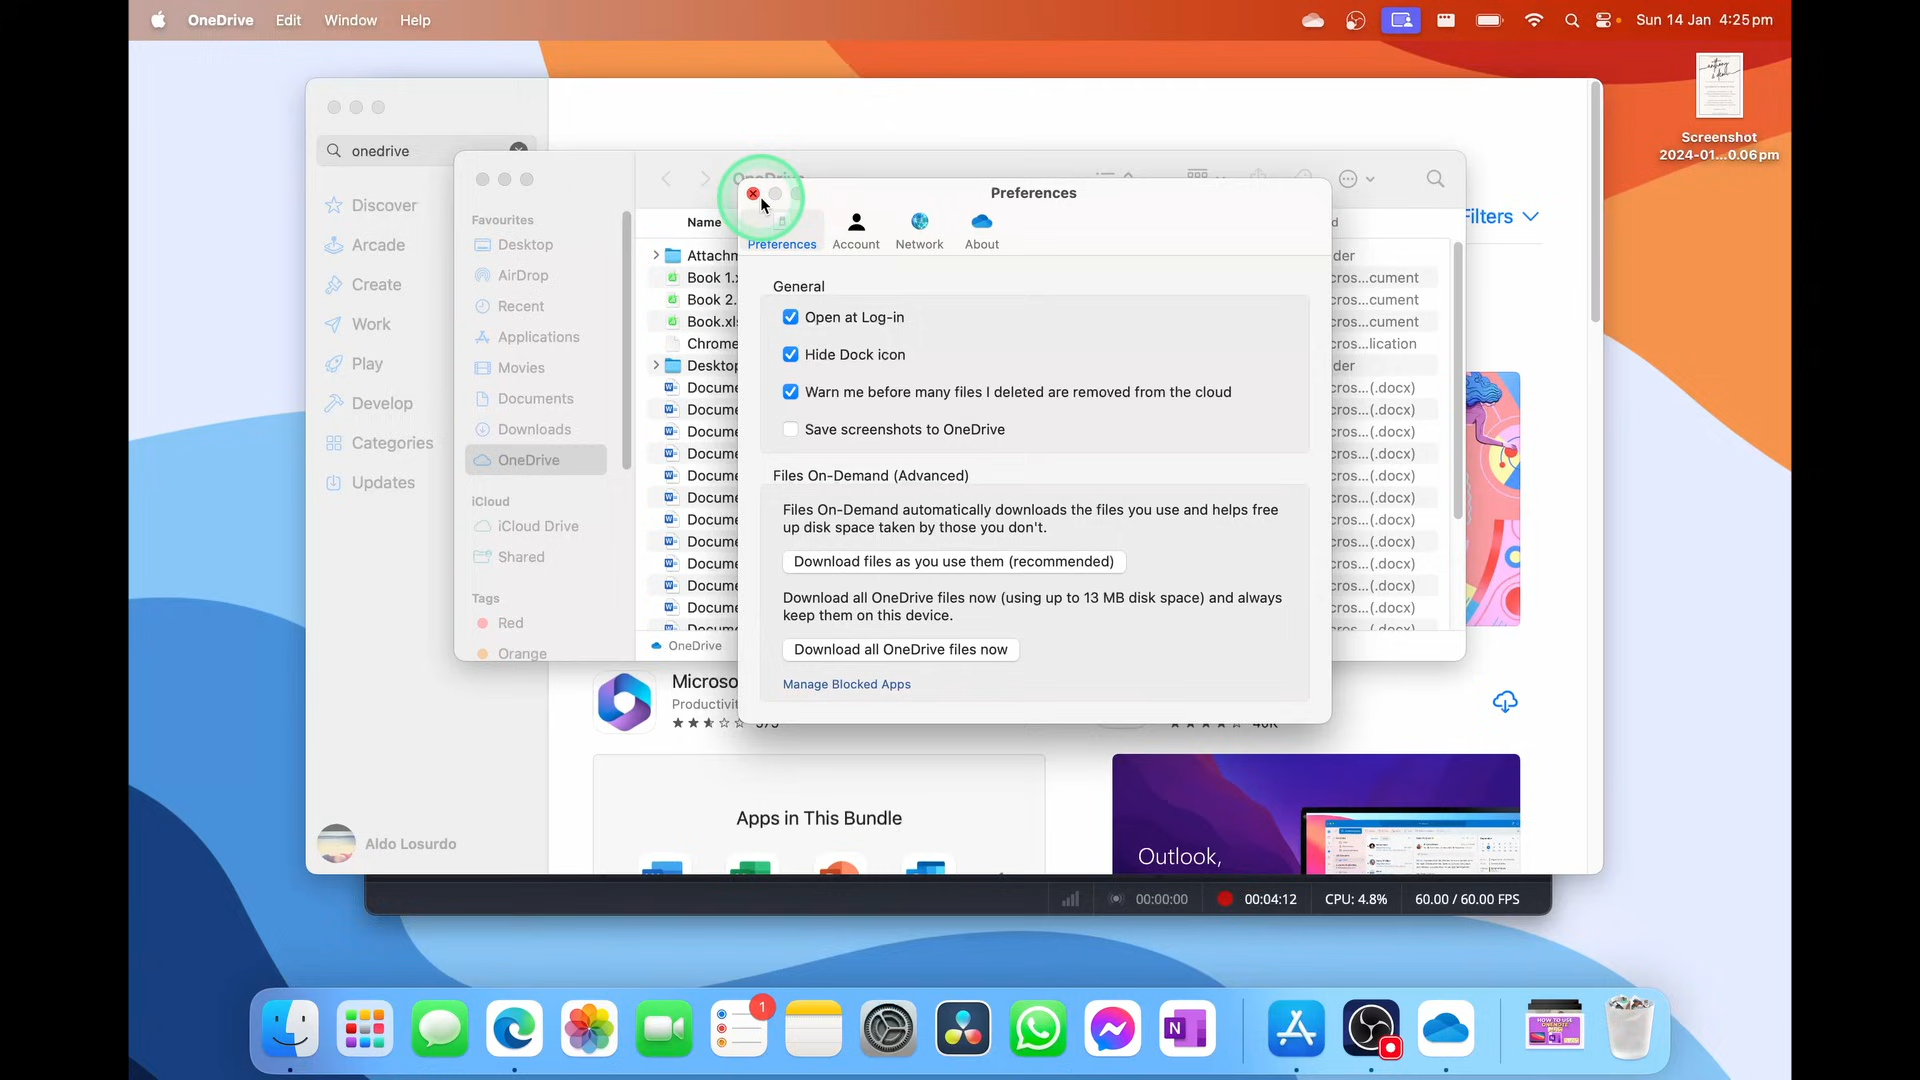 OneDrive Edit Window Help
Sun 14 Jan 4:25 pm
Screenshot
2024-01...0.06 pm
onedrive
Discover
Arcade
Create
Work
Play
Develop
Categories
Updates
Aldo Losurdo
Favourites
Desktop
AirDrop
Recent
Applications
Movies
Documents
Downloads
OneDrive
iCloud
iCloud Drive
Shared
Tags
Red
Orange
OneDrive
Name
Attachm
Book 1.x
Book 2.
Book.xls
Chrome
Desktop
Docume
Docume
Docume
Docume
Docume
Docume
Docume
Docume
Docume
Docume
Docume
OneDrive
der
cros...cument
cros...cument
cros...cument
cros...lication
der
cros...(.docx)
cros...(.docx)
cros...(.docx)
cros...(.docx)
cros...(.docx)
cros...(.docx)
cros...(.docx)
cros...(.docx)
cros...(.docx)
cros...(.docx)
cros...(.docx)
Filters
Preferences
Preferences Account Network About
General
Open at Log-in
Hide Dock icon
Warn me before many files I deleted are removed from the cloud
Save screenshots to OneDrive
Files On-Demand (Advanced)
Files On-Demand automatically downloads the files you use and helps free
up disk space taken by those you don't.
Download files as you use them (recommended)
Download all OneDrive files now (using up to 13 MB disk space) and always
keep them on this device.
Download all OneDrive files now
Manage Blocked Apps
Microso
Productivit
Apps in This Bundle
Outlook,
00:00:00 00:04:12 CPU: 4.8% 60.00 / 60.00 FPS
1
N
HOW TO USE
ONENOTE